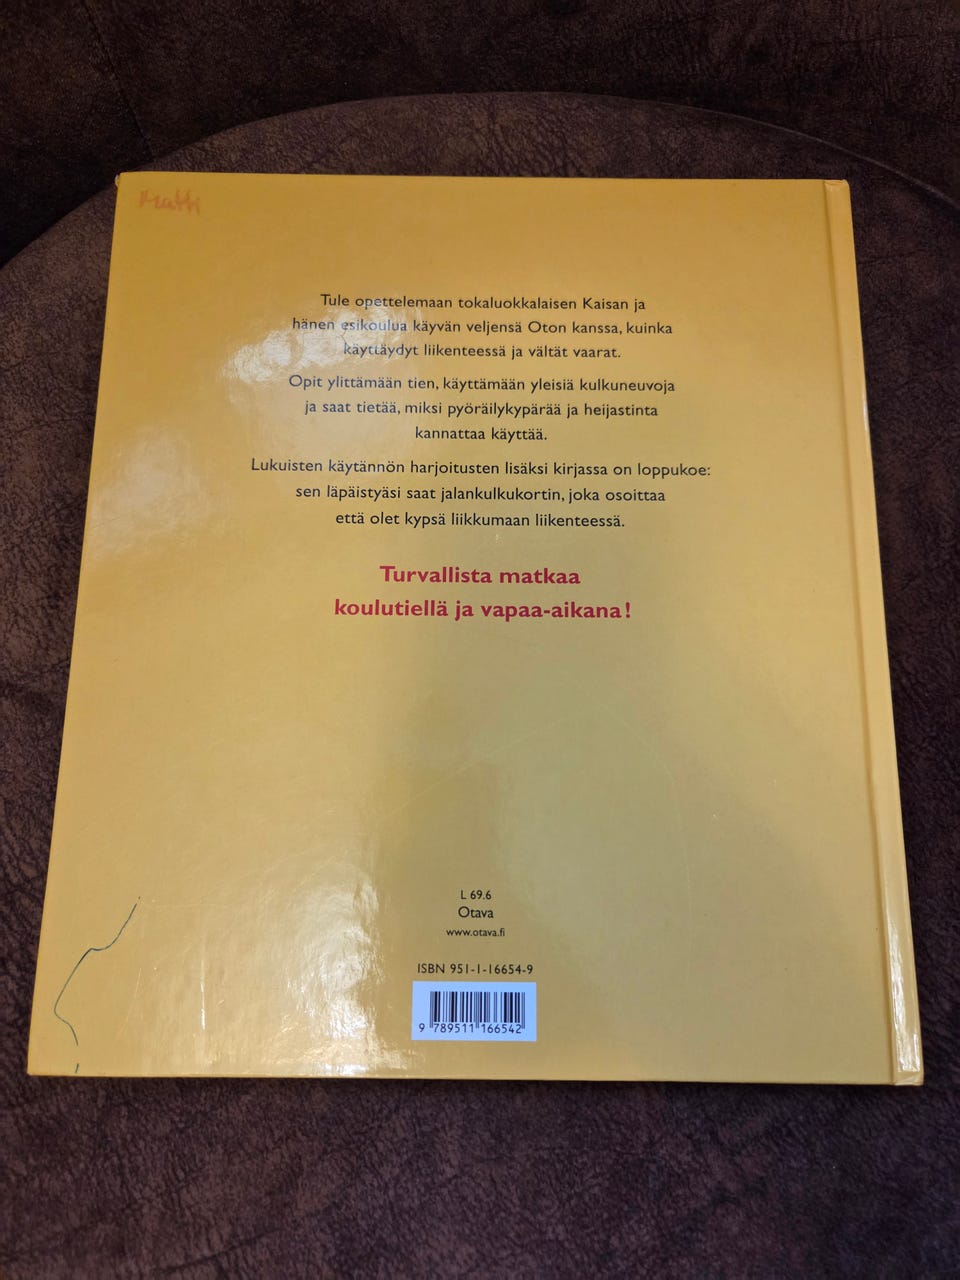 Matti
Tule opettelemaan tokaluokkalaisen Kaisan ja
hänen esikoulua käyvän veljensä Oton kanssa, kuinka
käyttäydyt liikenteessä ja vältät vaarat.
Opit ylittämään tien, käyttämään yleisiä kulkuneuvoja
ja saat tietää, miksi pyöräilykypärää ja heijastinta
kannattaa käyttää.
Lukuisten käytännön harjoitusten lisäksi kirjassa on loppukoe:
sen läpäistyäsi saat jalankulkukortin, joka osoittaa
että olet kypsä liikkumaan liikenteessä.
Turvallista matkaa
koulutiellä ja vapaa-aikana!
L 69.6
Otava
www.otava.fi
ISBN 951-1-16654-9
9 789511 166542